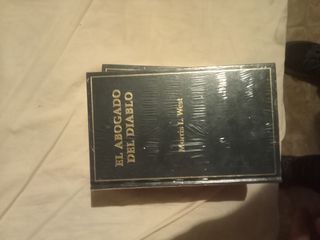 EL ABOGADO
DEL DIABLO
Morris L. West